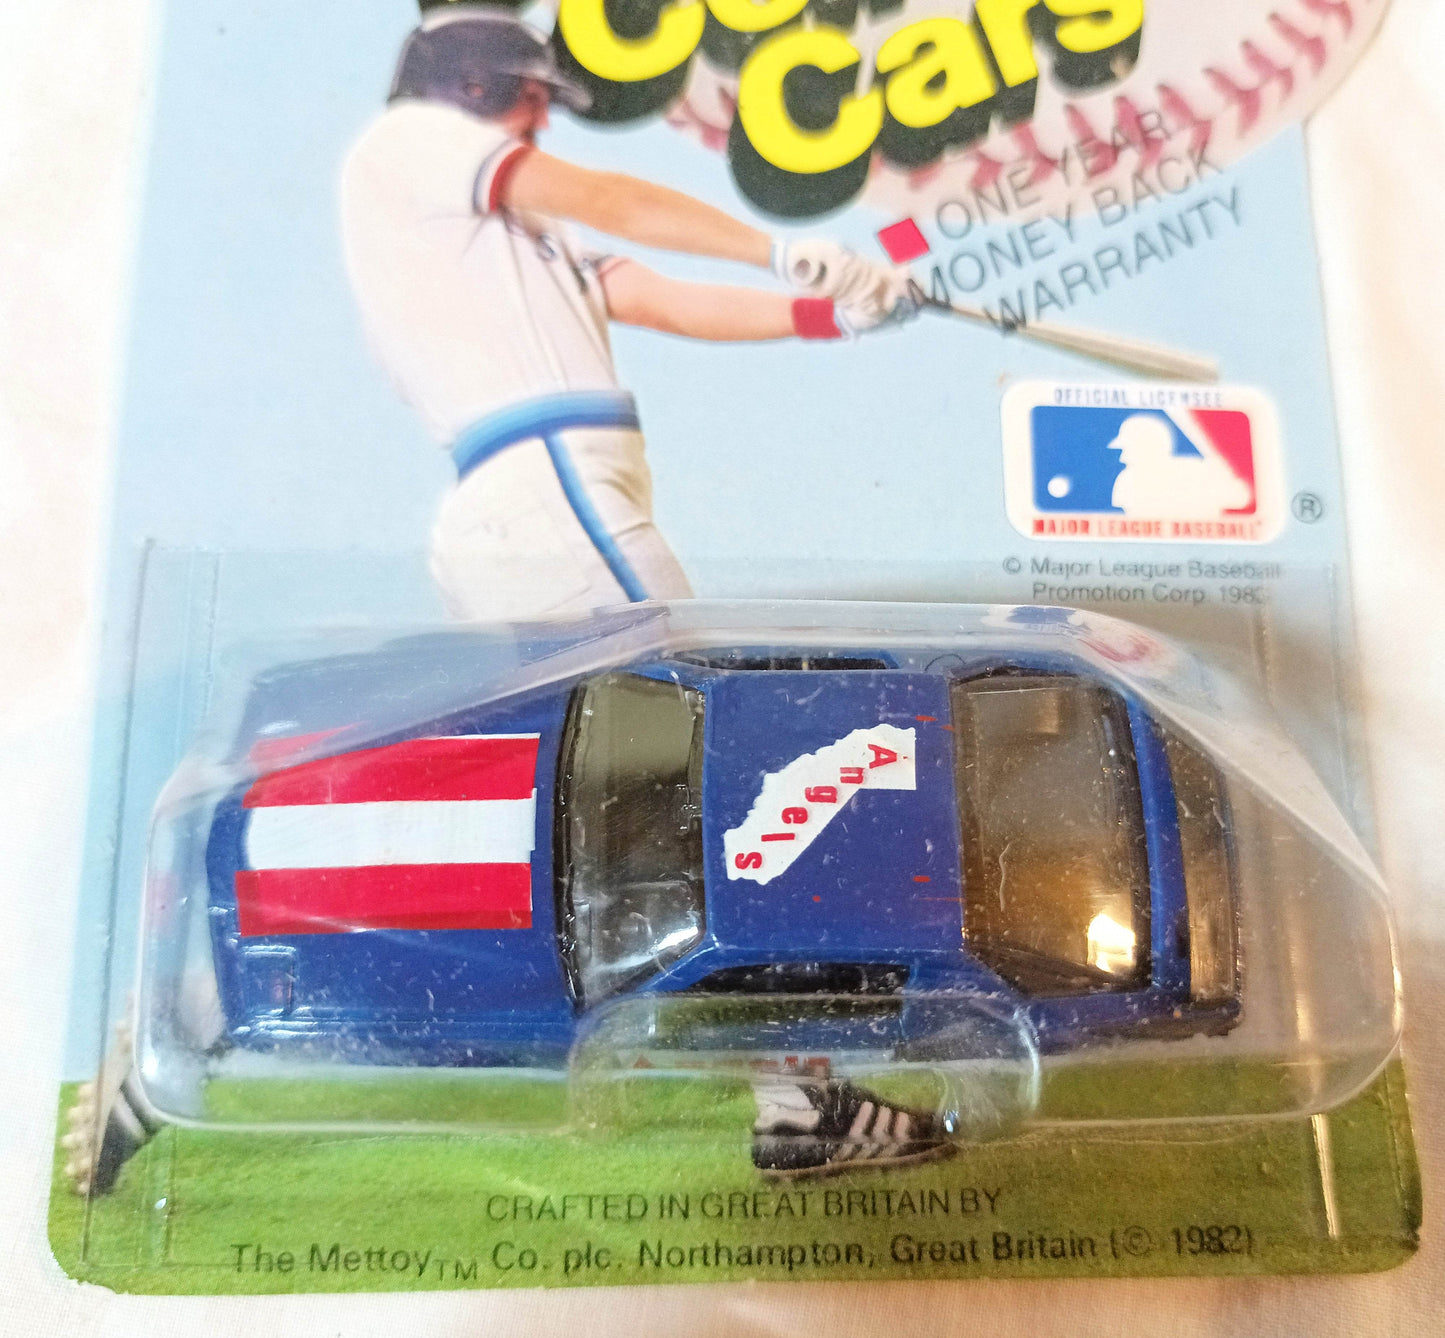 Cars
ONE YEAR
MONEY BACK
WARRANTY
OFFICIAL LICENSEE
MAJOR LEAGUE BASEBALL
®
© Major League Baseball
Promotion Corp.
Angels
CRAFTED IN GREAT BRITAIN BY
The Mettoy™ Co. plc. Northampton, Great Britain (© 1982)